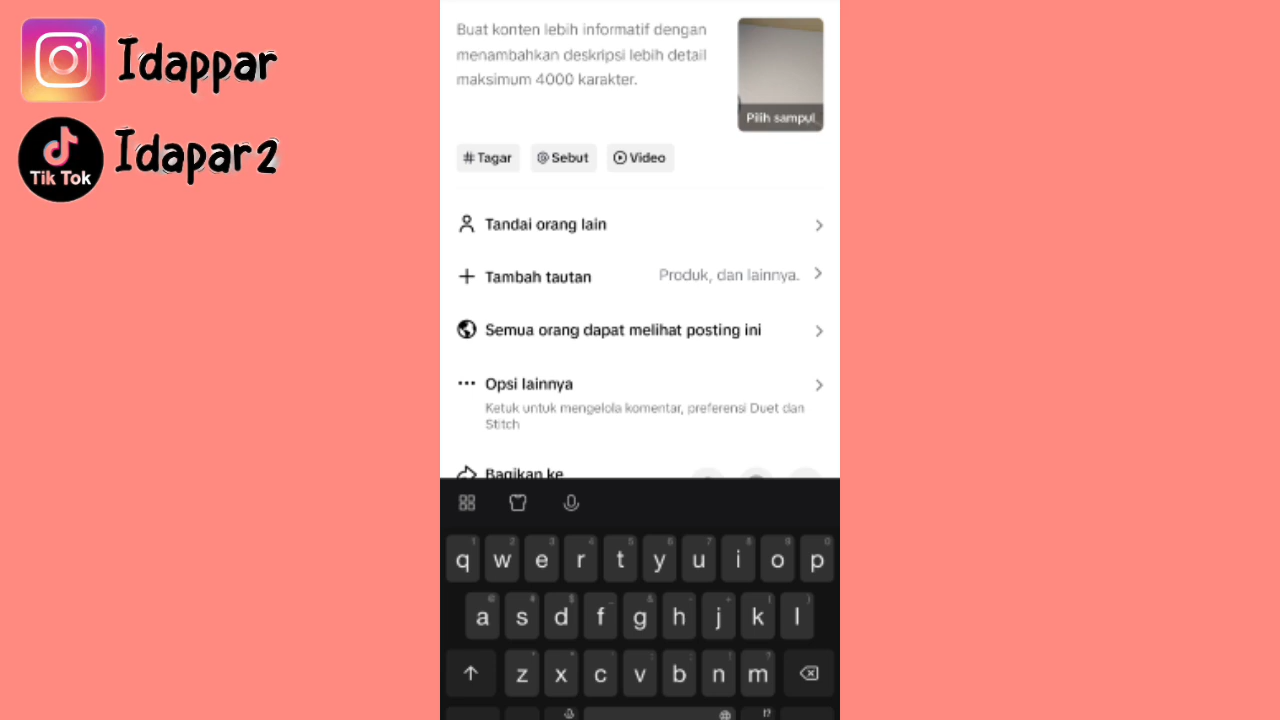 Idappar
Tik Tok
Idapar2
Buat konten lebih informatif dengan
menambahkan deskripsi lebih detail
maksimum 4000 karakter.
Pilih sampul
# Tagar
@ Sebut
Video
Tandai orang lain
Tambah tautan
Produk, dan lainnya.
Semua orang dapat melihat posting ini
Opsi lainnya
Ketuk untuk mengelola komentar, preferensi Duet dan
Stitch
Bagikan ke
q w e r t y u i o p
a s d f g h j k l
z x c v b n m